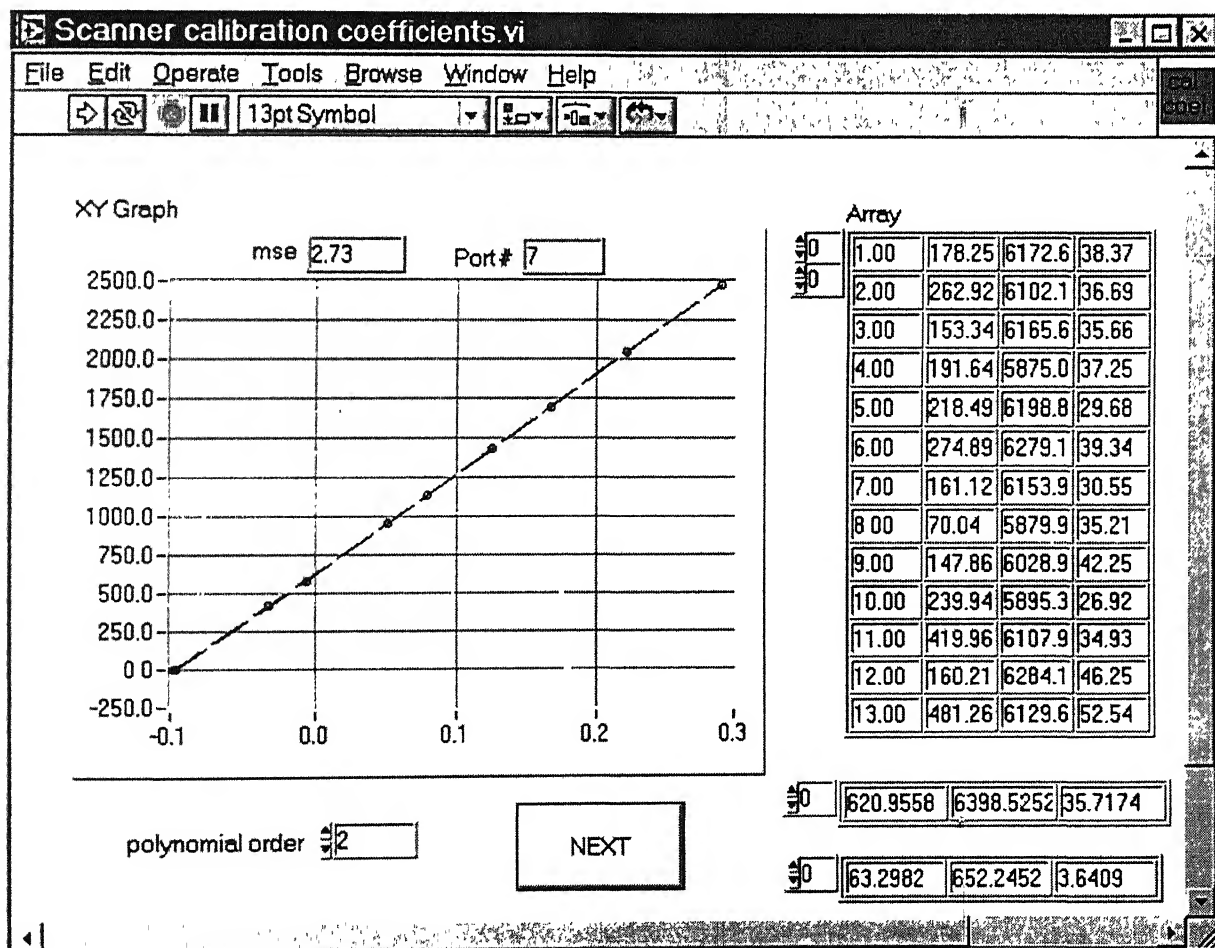 Scanner calibration coefficients.vi
File Edit Operate Tools Browse Window Help
13pt Symbol
XY Graph
mse 2.73 Port # 7
2500.0
2250.0
2000.0
1750.0
1500.0
1250.0
1000.0
750.0
500.0
250.0
0 0
-250.0
-0.1 0.0 0.1 0.2 0.3
Array
0
0
1.00 178.25 6172.6 38.37
2.00 262.92 6102.1 36.69
3.00 153.34 6165.6 35.66
4.00 191.64 5875.0 37.25
5.00 218.49 6198.8 29.68
6.00 274.89 6279.1 39.34
7.00 161.12 6153.9 30.55
8 00 70.04 5879.9 35.21
9.00 147.86 6028.9 42.25
10.00 239.94 5895.3 26.92
11.00 419.96 6107.9 34.93
12.00 160.21 6284.1 46.25
13.00 481.26 6129.6 52.54
polynomial order 2
NEXT
0 620.9558 6398.5252 35.7174
0 63.2982 652.2452 3.6409